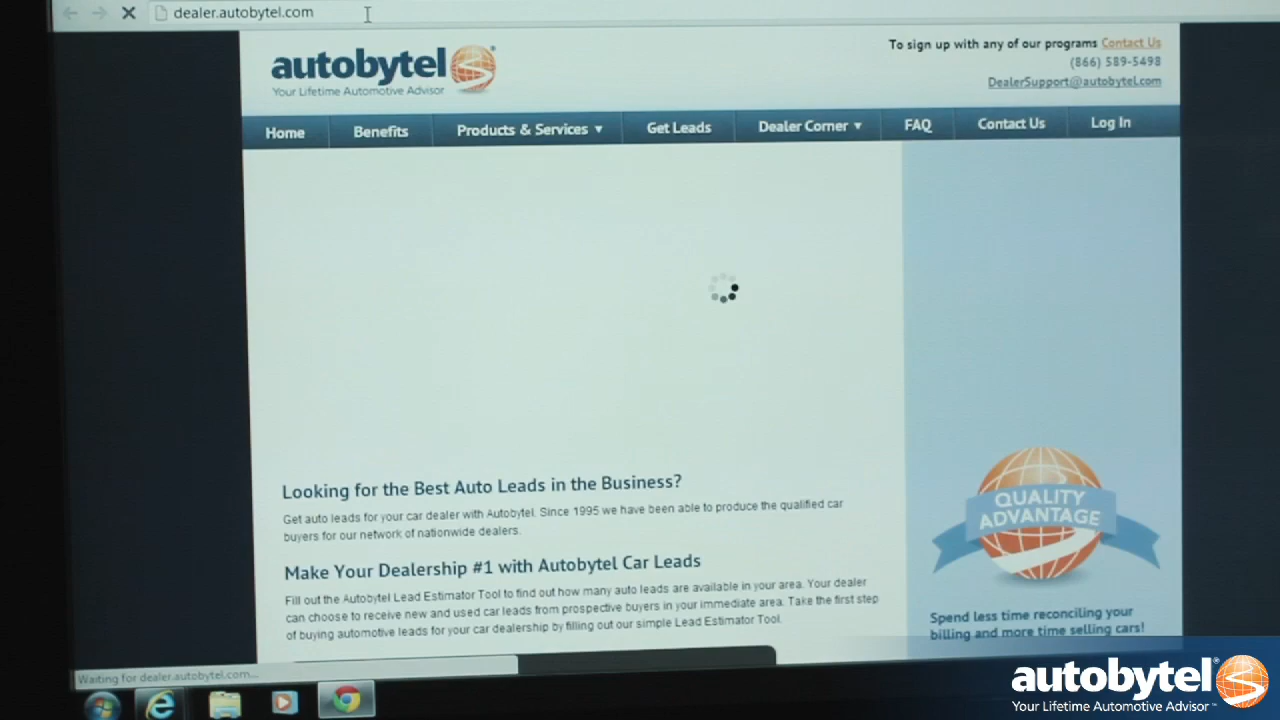 dealer.autobytel.com
autobytel®
Your Lifetime Automotive Advisor
To sign up with any of our programs Contact Us
(866) 589-5498
DealerSupport@autobytel.com
Home Benefits Products & Services ▼ Get Leads Dealer Corner ▼ FAQ Contact Us Log In
Looking for the Best Auto Leads in the Business?
Get auto leads for your car dealer with Autobytel. Since 1995 we have been able to produce the qualified car
buyers for our network of nationwide dealers.
Make Your Dealership #1 with Autobytel Car Leads
Fill out the Autobytel Lead Estimator Tool to find out how many auto leads are available in your area. Your dealer
can choose to receive new and used car leads from prospective buyers in your immediate area. Take the first step
of buying automotive leads for your car dealership by filling out our simple Lead Estimator Tool.
QUALITY
ADVANTAGE
Spend less time reconciling your
billing and more time selling cars!
Waiting for dealer.autobytel.com...
autobytel®
Your Lifetime Automotive Advisor™